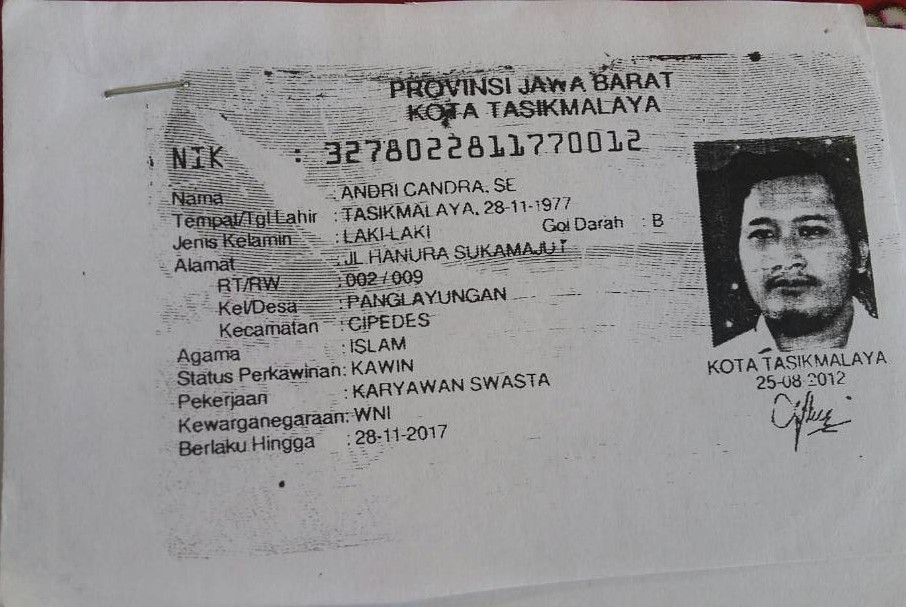 PROVINSI JAWA BARAT
KOTA TASIKMALAYA
NIK : 3278022811770012
Nama : ANDRI CANDRA, SE
Tempat/Tgl Lahir : TASIKMALAYA, 28-11-1977
Jenis Kelamin : LAKI-LAKI Gol Darah : B
Alamat : JL HANURA SUKAMAJU I
RT/RW : 002 / 009
Kel/Desa : PANGLAYUNGAN
Kecamatan : CIPEDES
Agama : ISLAM
Status Perkawinan: KAWIN
Pekerjaan : KARYAWAN SWASTA
Kewarganegaraan: WNI
Berlaku Hingga : 28-11-2017
KOTA TASIKMALAYA
25-08-2012